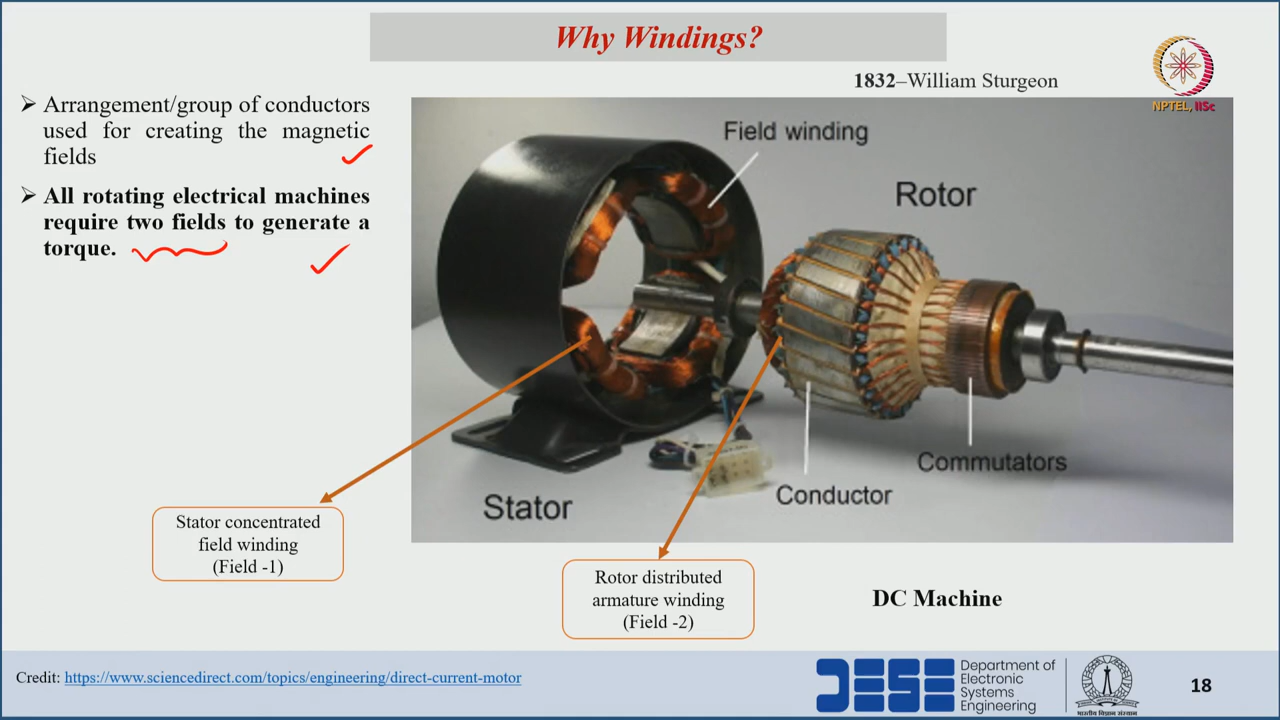 Why Windings?
1832–William Sturgeon
NPTEL, IISc
➢ Arrangement/group of conductors
used for creating the magnetic
fields
➢ All rotating electrical machines
require two fields to generate a
torque.
Field winding
Rotor
Commutators
Conductor
Stator
Stator concentrated
field winding
(Field -1)
Rotor distributed
armature winding
(Field -2)
DC Machine
Credit: https://www.sciencedirect.com/topics/engineering/direct-current-motor
DESE
Department of
Electronic
Systems
Engineering
भारतीय विज्ञान संस्थान
18